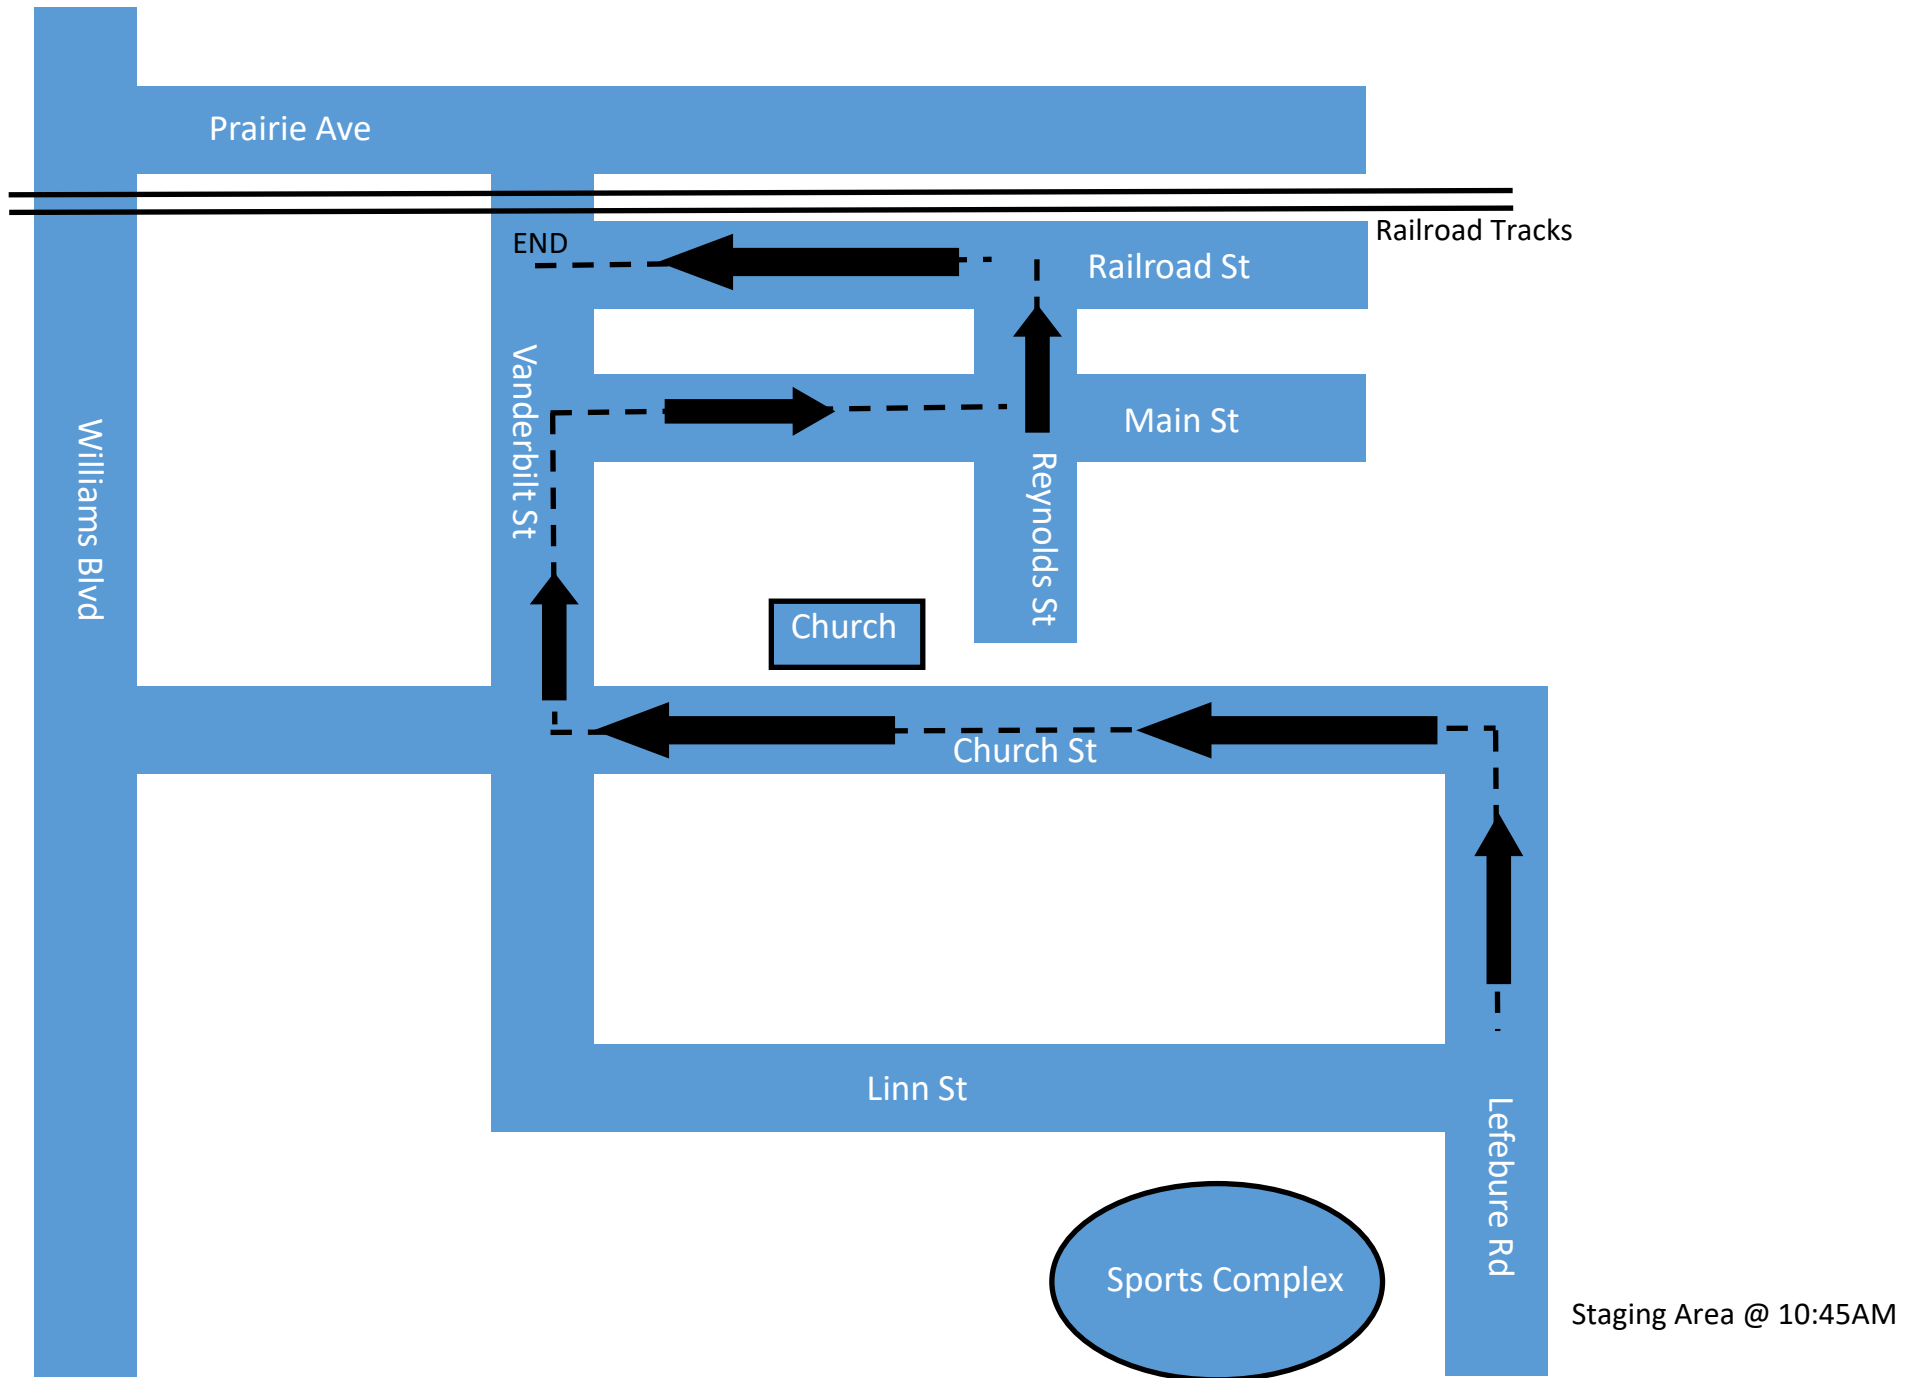 Prairie Ave
Railroad Tracks
END
Railroad St
Vanderbilt St
Main St
Williams Blvd
Reynolds St
Church
Church St
Linn St
Lefebure Rd
Sports Complex
Staging Area @ 10:45AM